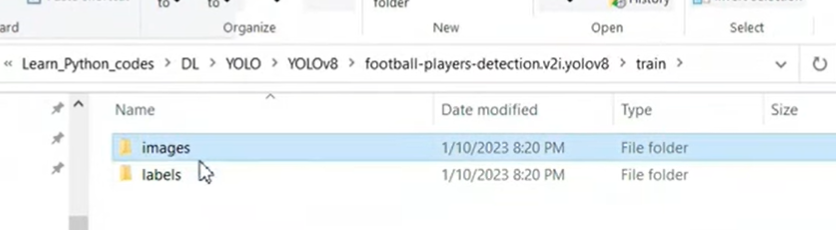 to to folder
ard Organize New Open Select
« Learn_Python_codes > DL > YOLO > YOLOv8 > football-players-detection.v2i.yolov8 > train >
Name Date modified Type Size
images 1/10/2023 8:20 PM File folder
labels 1/10/2023 8:20 PM File folder